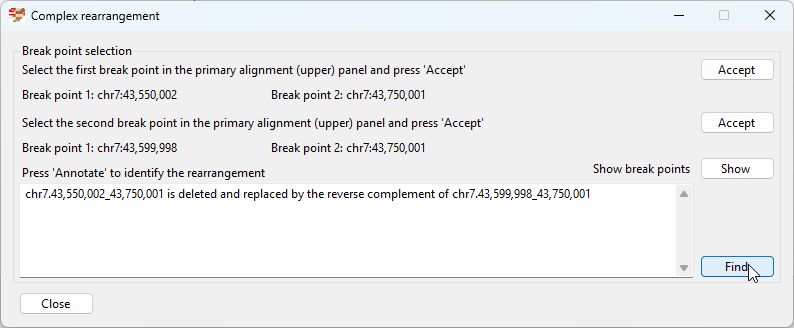 Complex rearrangement
Break point selection
Select the first break point in the primary alignment (upper) panel and press 'Accept'
Accept
Break point 1: chr7:43,550,002 Break point 2: chr7:43,750,001
Select the second break point in the primary alignment (upper) panel and press 'Accept'
Accept
Break point 1: chr7:43,599,998 Break point 2: chr7:43,750,001
Show break points Show
Press 'Annotate' to identify the rearrangement
chr7.43,550,002_43,750,001 is deleted and replaced by the reverse complement of chr7.43,599,998_43,750,001
Find
Close